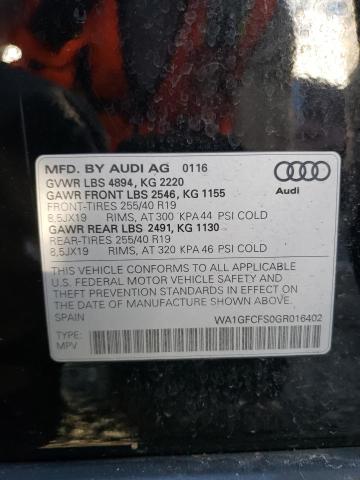 MFD. BY AUDI AG 0116
GVWR LBS 4894, KG 2220
GAWR FRONT LBS 2546, KG 1155
FRONT-TIRES 255/40 R19
8,5JX19 RIMS, AT 300 KPA 44 PSI COLD
GAWR REAR LBS 2491, KG 1130
REAR-TIRES 255/40 R19
8,5JX19 RIMS, AT 320 KPA 46 PSI COLD
Audi
THIS VEHICLE CONFORMS TO ALL APPLICABLE
U.S. FEDERAL MOTOR VEHICLE SAFETY, BUMPER AND
THEFT PREVENTION STANDARDS IN EFFECT ON
THE DATE OF MANUFACTURE SHOWN ABOVE.
SPAIN WA1GFCFS0GR016402
TYPE:
MPV